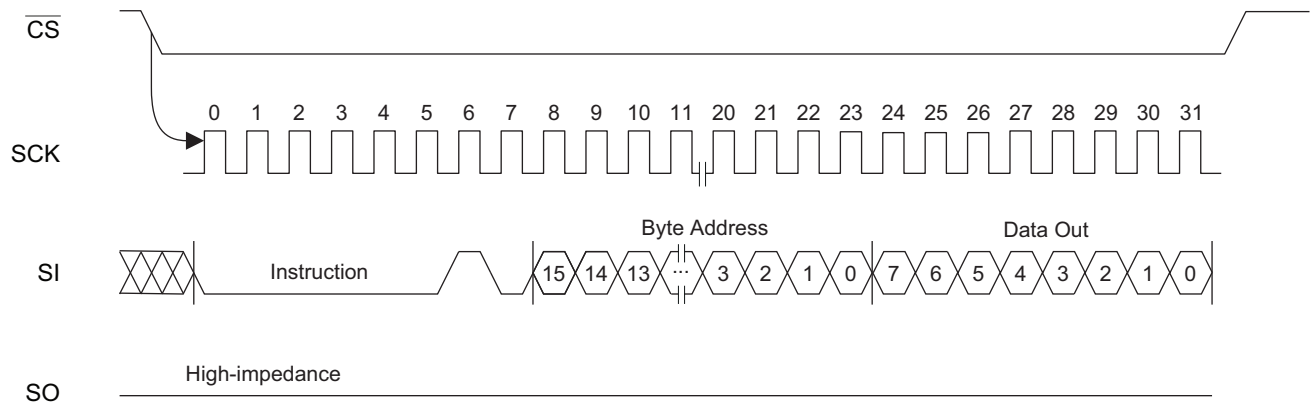 CS
0 1 2 3 4 5 6 7 8 9 10 11 20 21 22 23 24 25 26 27 28 29 30 31
SCK
Byte Address Data Out
SI Instruction 15 14 13 ... 3 2 1 0 7 6 5 4 3 2 1 0
High-impedance
SO